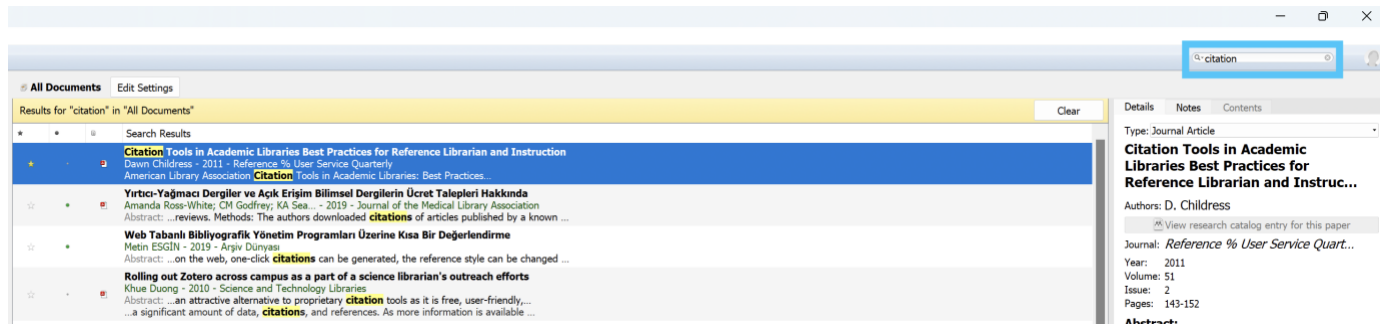 citation
All Documents Edit Settings
Results for "citation" in "All Documents" Clear
Search Results
Citation Tools in Academic Libraries Best Practices for Reference Librarian and Instruction
Dawn Childress - 2011 - Reference % User Service Quarterly
American Library Association Citation Tools in Academic Libraries: Best Practices...
Yırtıcı-Yağmacı Dergiler ve Açık Erişim Bilimsel Dergilerin Ücret Talepleri Hakkında
Amanda Ross-White; CM Godfrey; KA Sea... - 2019 - Journal of the Medical Library Association
Abstract: ...reviews. Methods: The authors downloaded citations of articles published by a known ...
Web Tabanlı Bibliyografik Yönetim Programları Üzerine Kısa Bir Değerlendirme
Metin ESGİN - 2019 - Arşiv Dünyası
Abstract: ...on the web, one-click citations can be generated, the reference style can be changed ...
Rolling out Zotero across campus as a part of a science librarian's outreach efforts
Khue Duong - 2010 - Science and Technology Libraries
Abstract: ...an attractive alternative to proprietary citation tools as it is free, user-friendly,...
...a significant amount of data, citations, and references. As more information is available ...
Details Notes Contents
Type: Journal Article
Citation Tools in Academic
Libraries Best Practices for
Reference Librarian and Instruc...
Authors: D. Childress
View research catalog entry for this paper
Journal: Reference % User Service Quart...
Year: 2011
Volume: 51
Issue: 2
Pages: 143-152
Abstract: